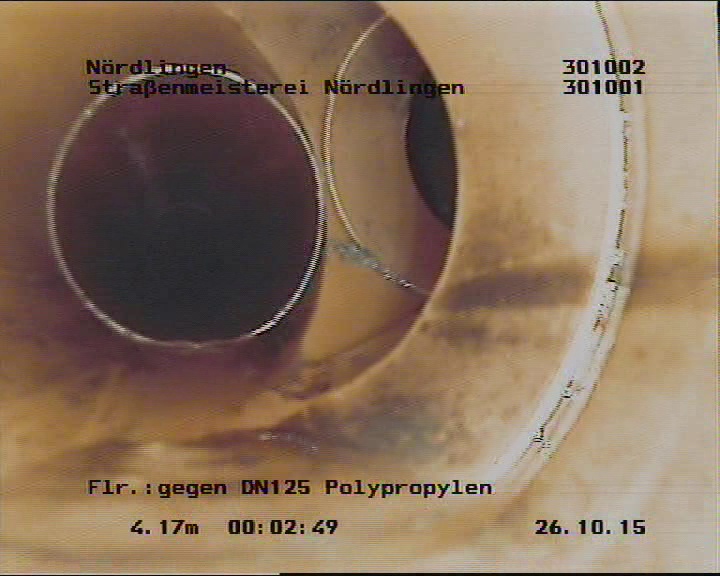 Nördlingen 301002
Straßenmeisterei Nördlingen 301001
Flr.:gegen DN125 Polypropylen
4.17m 00:02:49 26.10.15